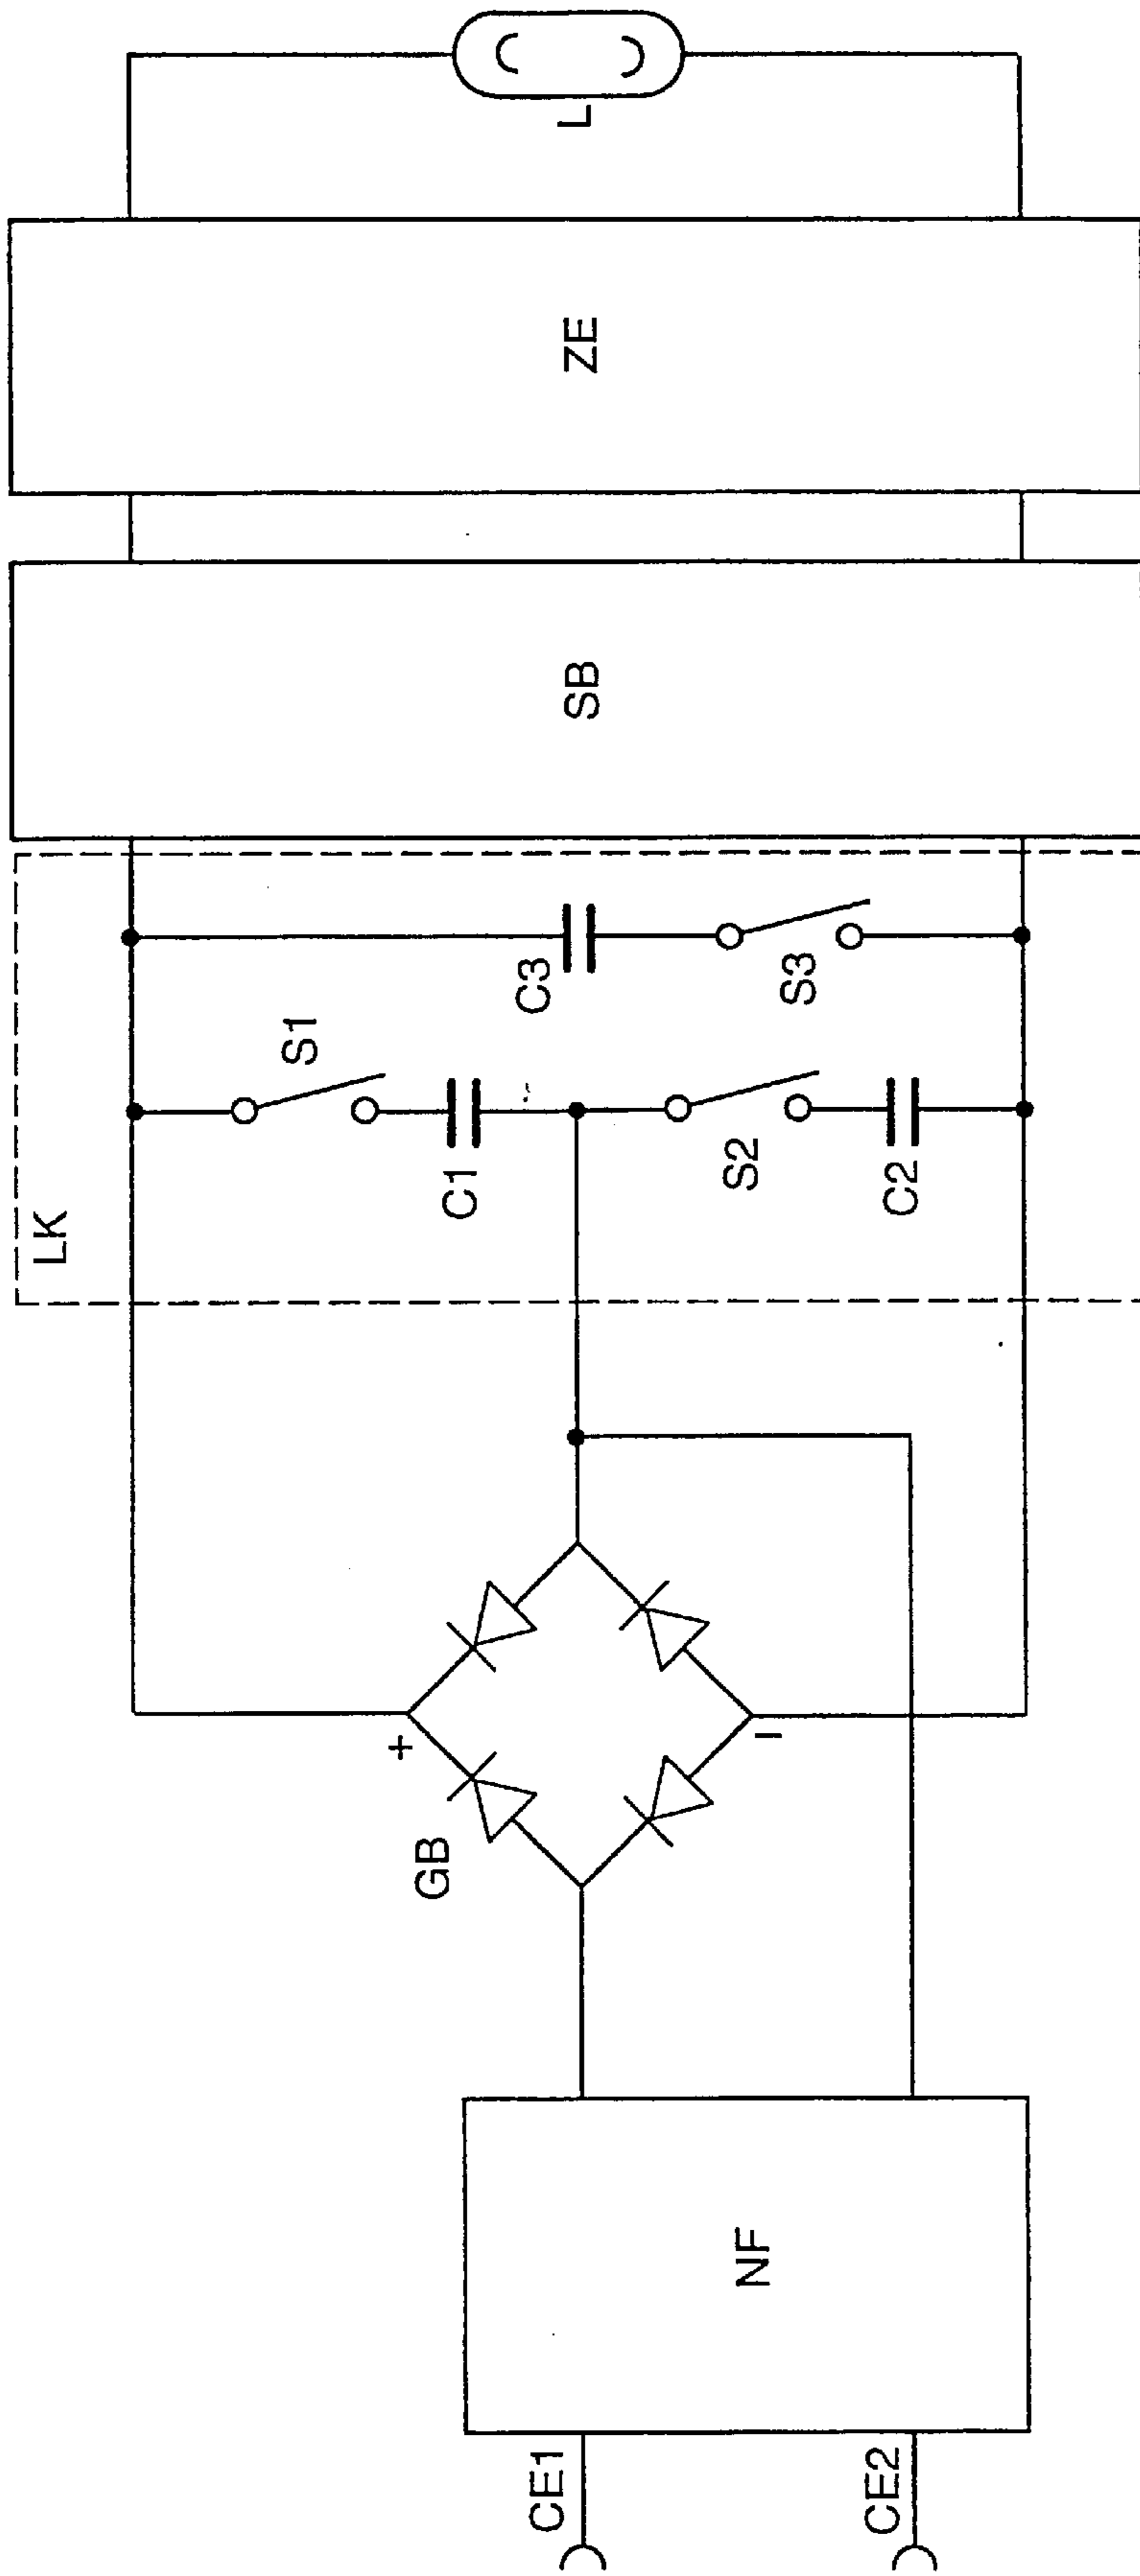 CE1
CE2
NF
GB
+
−
LK
C1
S1
S2
C2
C3
S3
SB
ZE
L